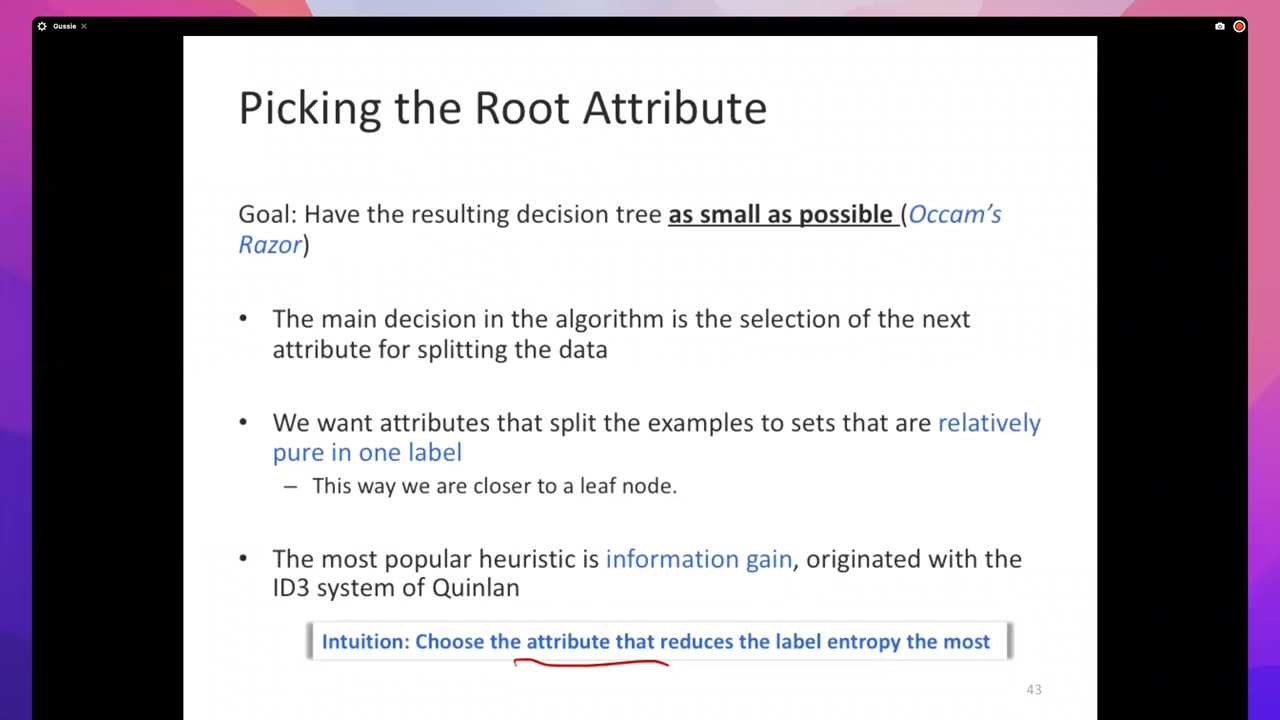 Gussie
Picking the Root Attribute
Goal: Have the resulting decision tree as small as possible (Occam's
Razor)
• The main decision in the algorithm is the selection of the next
attribute for splitting the data
• We want attributes that split the examples to sets that are relatively
pure in one label
– This way we are closer to a leaf node.
• The most popular heuristic is information gain, originated with the
ID3 system of Quinlan
Intuition: Choose the attribute that reduces the label entropy the most
43